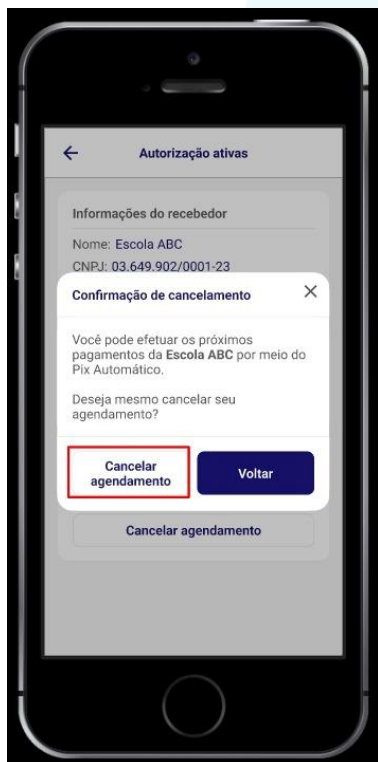 Autorização ativas
Informações do recebedor
Nome: Escola ABC
CNPJ: 03.649.902/0001-23
Confirmação de cancelamento
Você pode efetuar os próximos
pagamentos da Escola ABC por meio do
Pix Automático.
Deseja mesmo cancelar seu
agendamento?
Cancelar
agendamento
Voltar
Cancelar agendamento